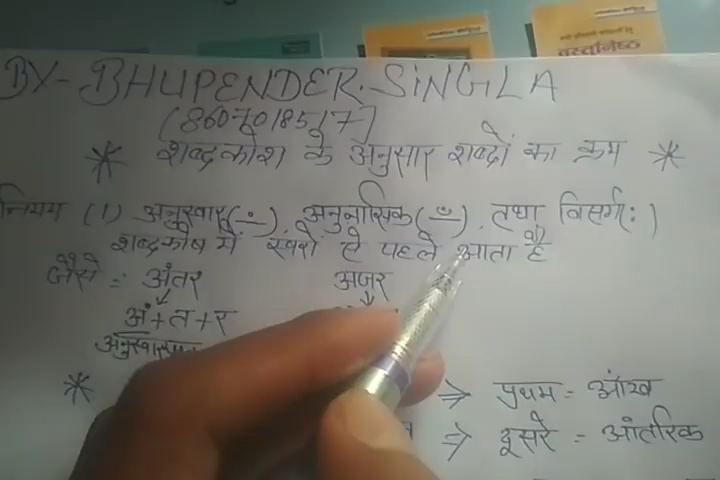 वस्तुनिष्ठ
BY- BHUPENDER SINGLA
(8607018517)
* शब्दकोश के अनुसार शब्दों का क्रम *
नियम (1) अनुस्वार(ं), अनुनासिक(ँ), तथा विसर्ग(ः)
शब्दकोष में स्वरों से पहले आता है
जैसे : अंतर अजर
अं+त+र
अनुस्वार
* ⇒ प्रथम = आंख
⇒ दूसरे = आंतरिक